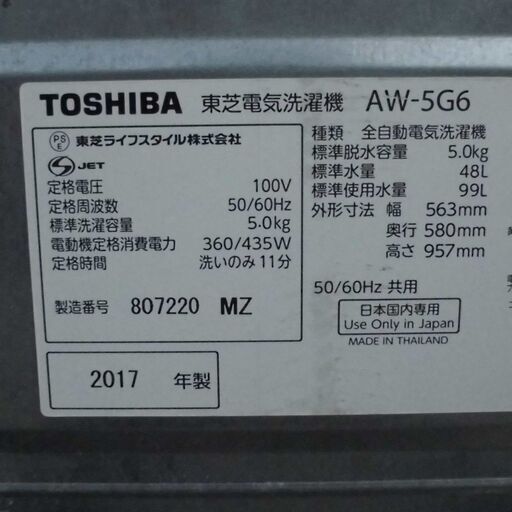 TOSHIBA 東芝電気洗濯機 AW-5G6
PS E 東芝ライフスタイル株式会社
S JET
定格電圧 100V
定格周波数 50/60Hz
標準洗濯容量 5.0kg
電動機定格消費電力 360/435W
定格時間 洗いのみ 11分
製造番号 807220 MZ
2017 年製
種類 全自動電気洗濯機
標準脱水容量 5.0kg
標準水量 48L
標準使用水量 99L
外形寸法 幅 563mm
奥行 580mm
高さ 957mm
50/60Hz 共用
日本国内専用
Use Only in Japan
MADE IN THAILAND